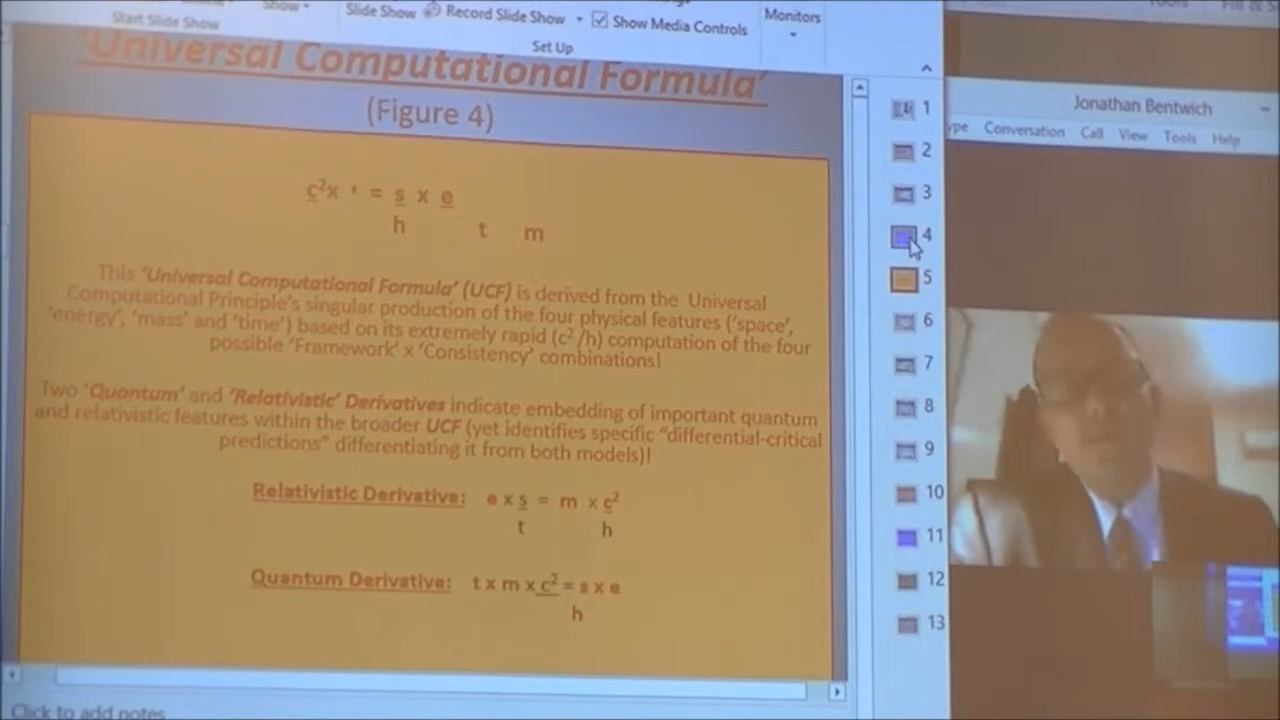 Start Slide Show
Show
Slide Show
Record Slide Show
Show Media Controls
Set Up
Monitors
'Universal Computational Formula'
(Figure 4)
c²x ' = s x e
h t m
This 'Universal Computational Formula' (UCF) is derived from the Universal
Computational Principle's singular production of the four physical features ('space',
'energy', 'mass' and 'time') based on its extremely rapid (c²/h) computation of the four
possible 'Framework' x 'Consistency' combinations!
Two 'Quantum' and 'Relativistic' Derivatives indicate embedding of important quantum
and relativistic features within the broader UCF (yet identifies specific "differential-critical
predictions" differentiating it from both models)!
Relativistic Derivative: e x s = m x c²
t h
Quantum Derivative: t x m x c² = s x e
h
Click to add notes
1
2
3
4
5
6
7
8
9
10
11
12
13
Tools
Jonathan Bentwich
Conversation Call View Tools Help